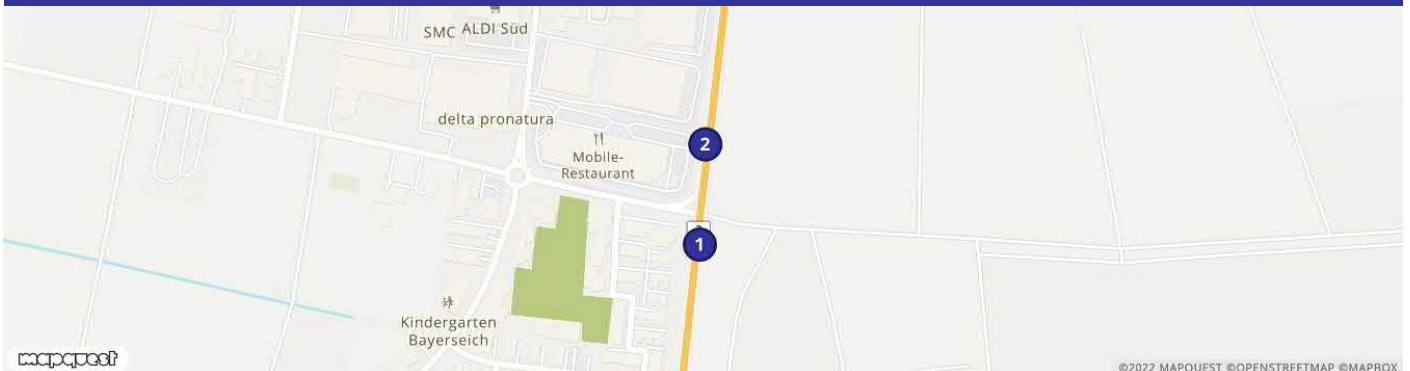 SMC ALDI Süd
delta pronatura
2
Mobile-
Restaurant
1
Kindergarten
Bayerseich
mapquest
©2022 MAPQUEST ©OPENSTREETMAP ©MAPBOX